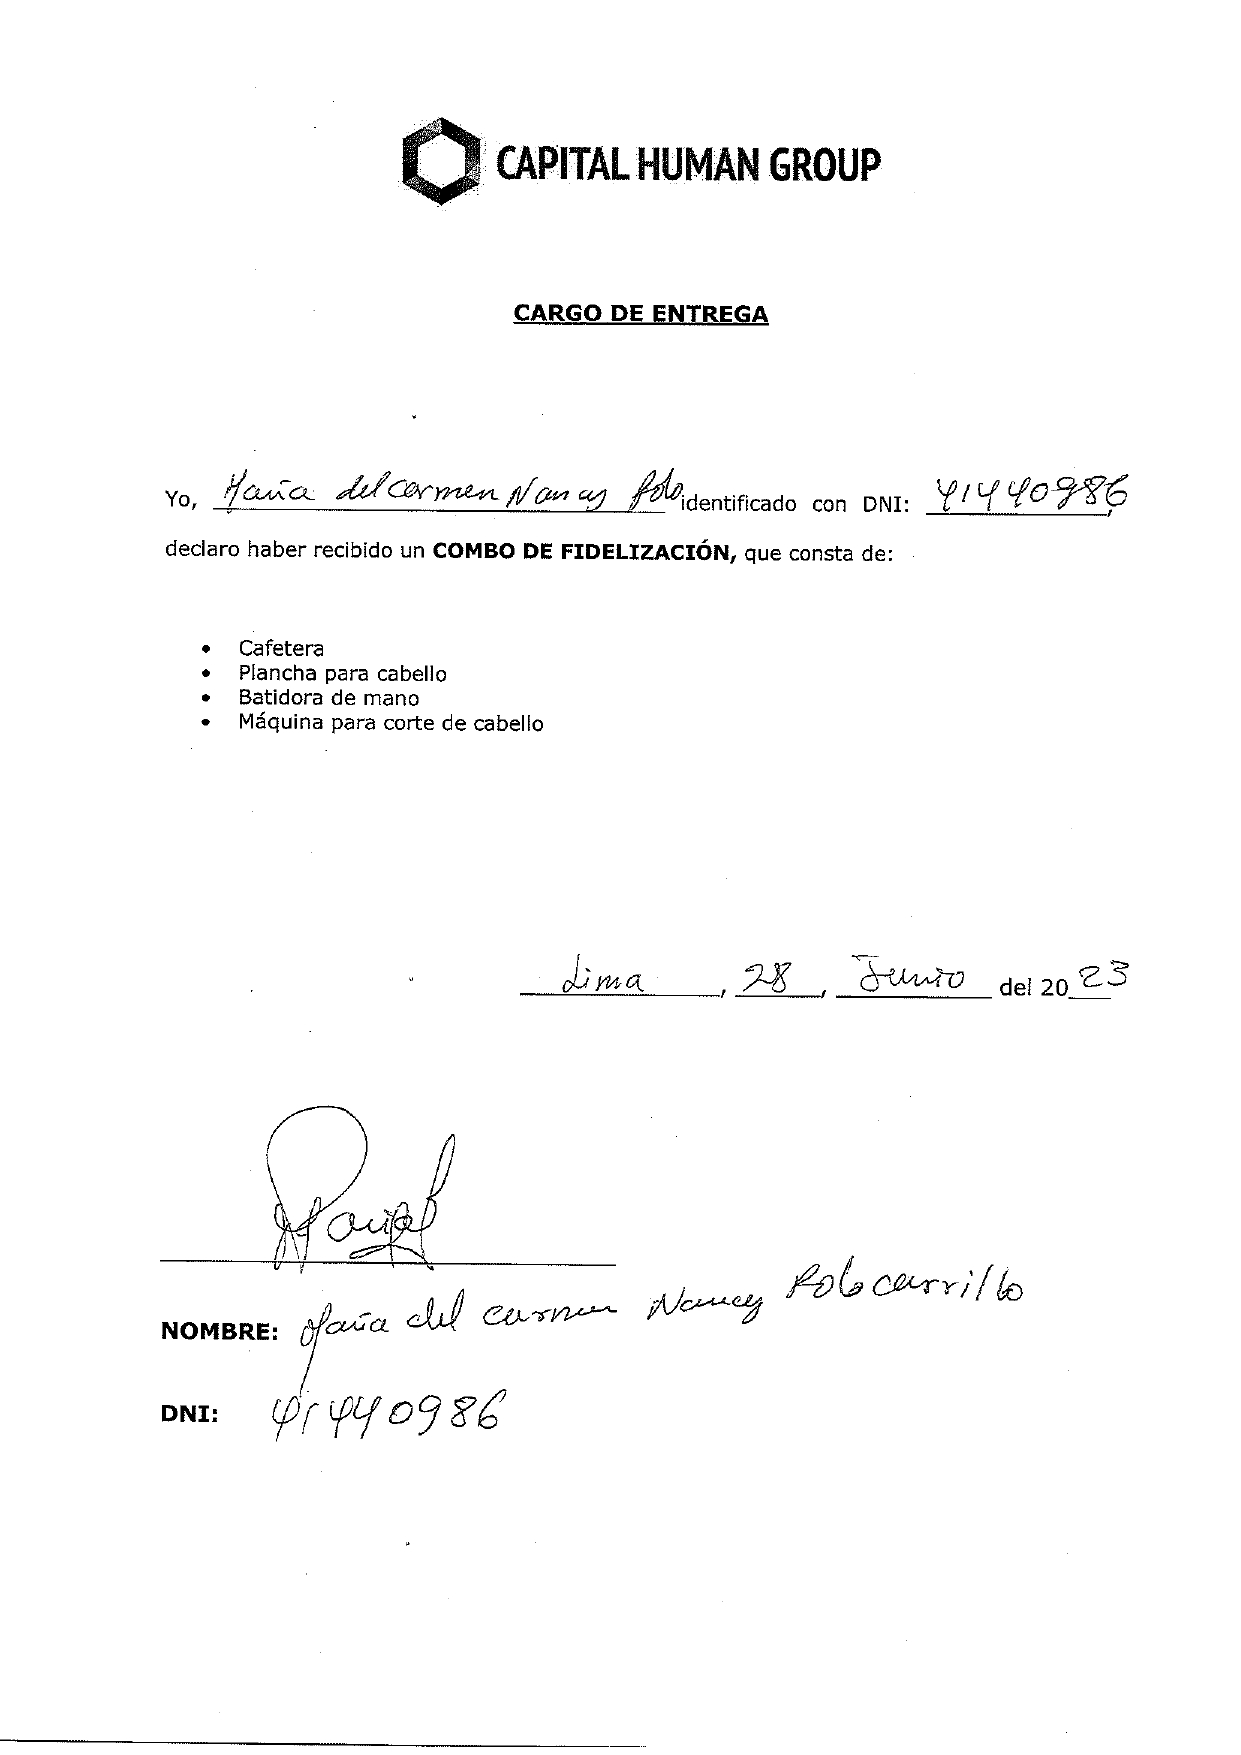 CAPITAL HUMAN GROUP
CARGO DE ENTREGA
Yo, María del Carmen Nancy Polo identificado con DNI: 41440986
declaro haber recibido un COMBO DE FIDELIZACIÓN, que consta de:
• Cafetera
• Plancha para cabello
• Batidora de mano
• Máquina para corte de cabello
Lima, 28, Junio del 2023
NOMBRE: María del carmen Nancy Polo carrillo
DNI: 41440986